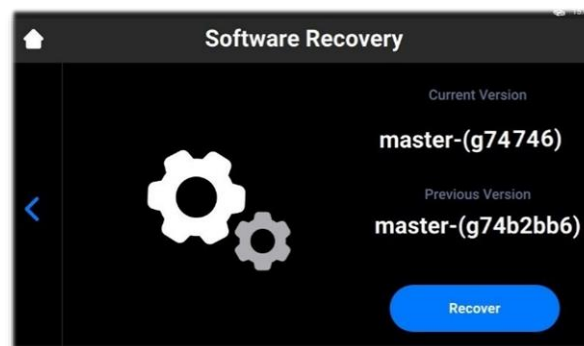 Software Recovery
Current Version
master-(g74746)
Previous Version
master-(g74b2bb6)
Recover